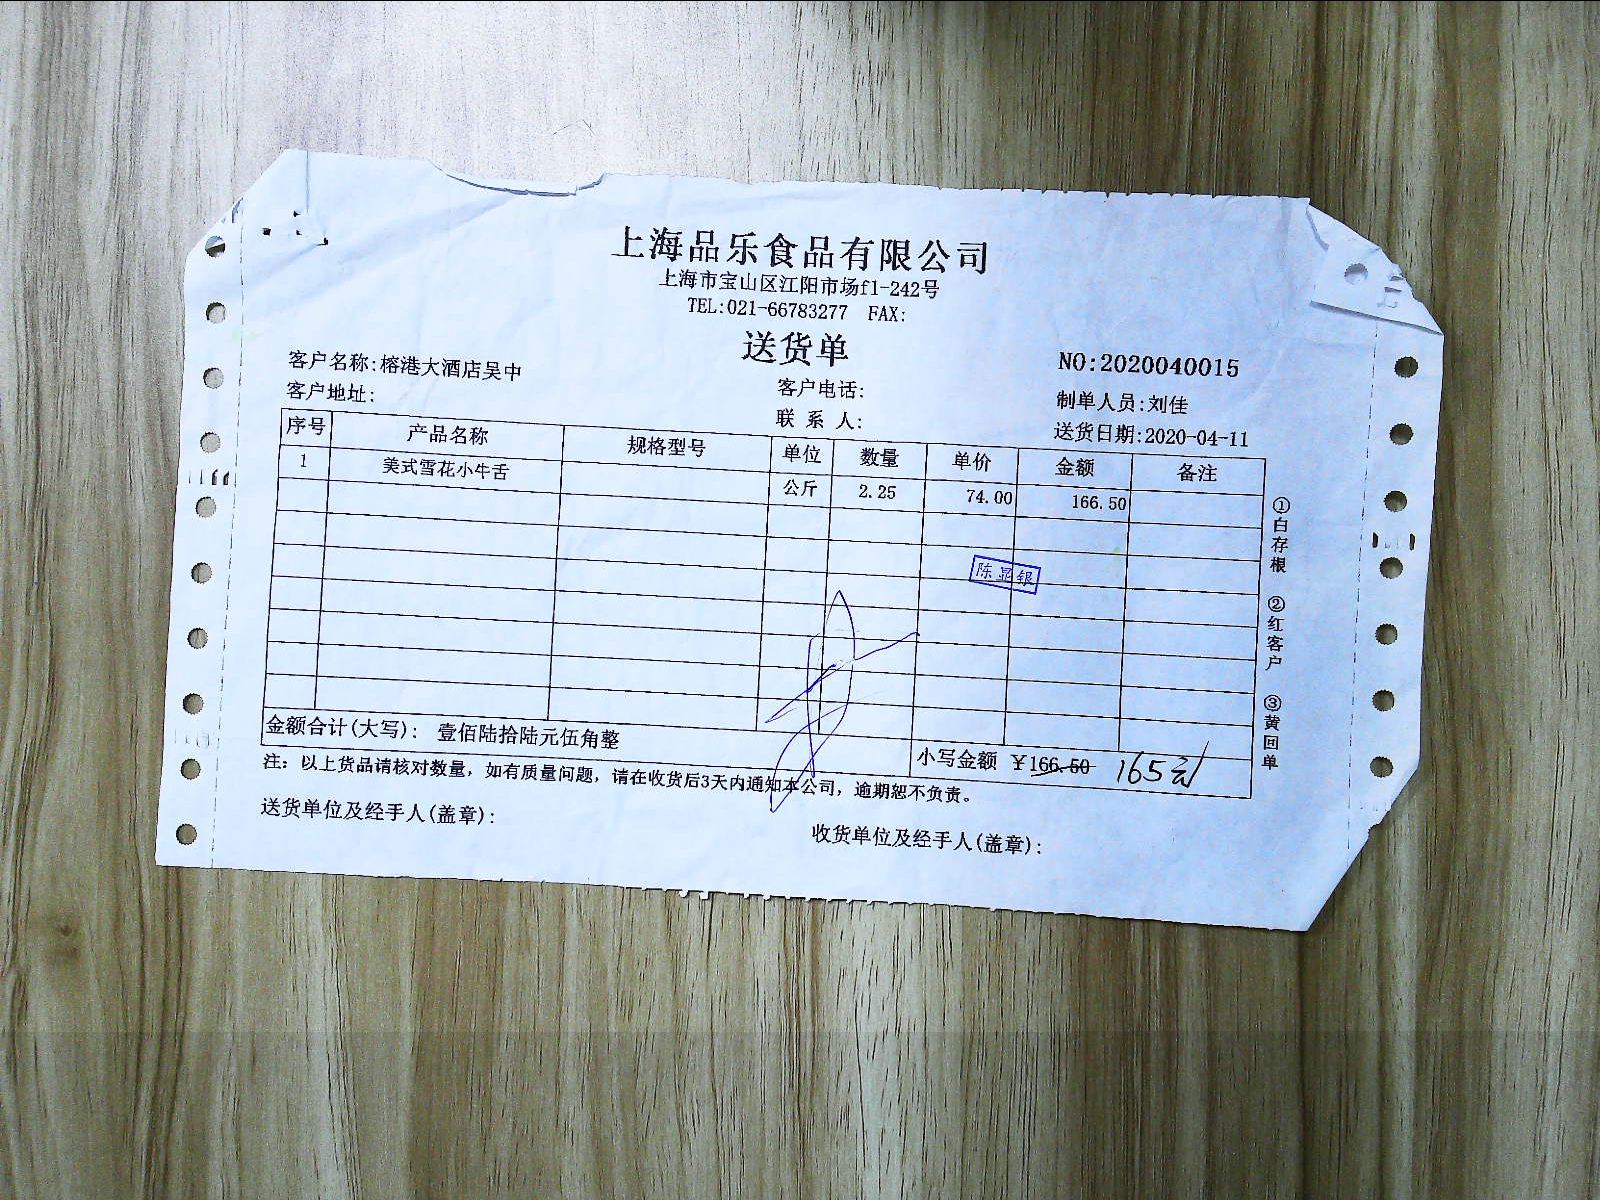 上海品乐食品有限公司
上海市宝山区江阳市场f1-242号
TEL:021-66783277 FAX:
送货单
NO:2020040015
客户名称:榕港大酒店吴中
客户电话:
制单人员:刘佳
客户地址:
联 系 人:
送货日期:2020-04-11
序号 产品名称 规格型号 单位 数量 单价 金额 备注
1 美式雪花小牛舌 公斤 2.25 74.00 166.50
陈显银
金额合计(大写): 壹佰陆拾陆元伍角整
小写金额 ￥166.50 165元
注: 以上货品请核对数量, 如有质量问题, 请在收货后3天内通知本公司, 逾期恕不负责。
送货单位及经手人(盖章):
收货单位及经手人(盖章):
①白存根
②红客户
③黄回单